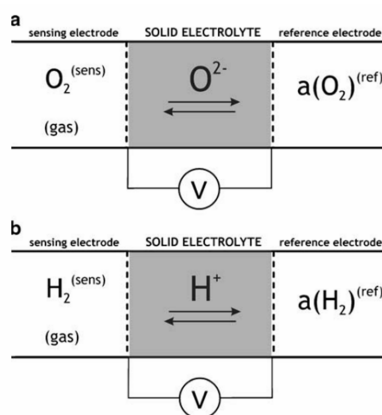 a
sensing electrode SOLID ELECTROLYTE reference electrode
O₂⁽ˢᵉⁿˢ⁾ O²⁻ a(O₂)⁽ʳᵉᶠ⁾
(gas)
V
b
sensing electrode SOLID ELECTROLYTE reference electrode
H₂⁽ˢᵉⁿˢ⁾ H⁺ a(H₂)⁽ʳᵉᶠ⁾
(gas)
V